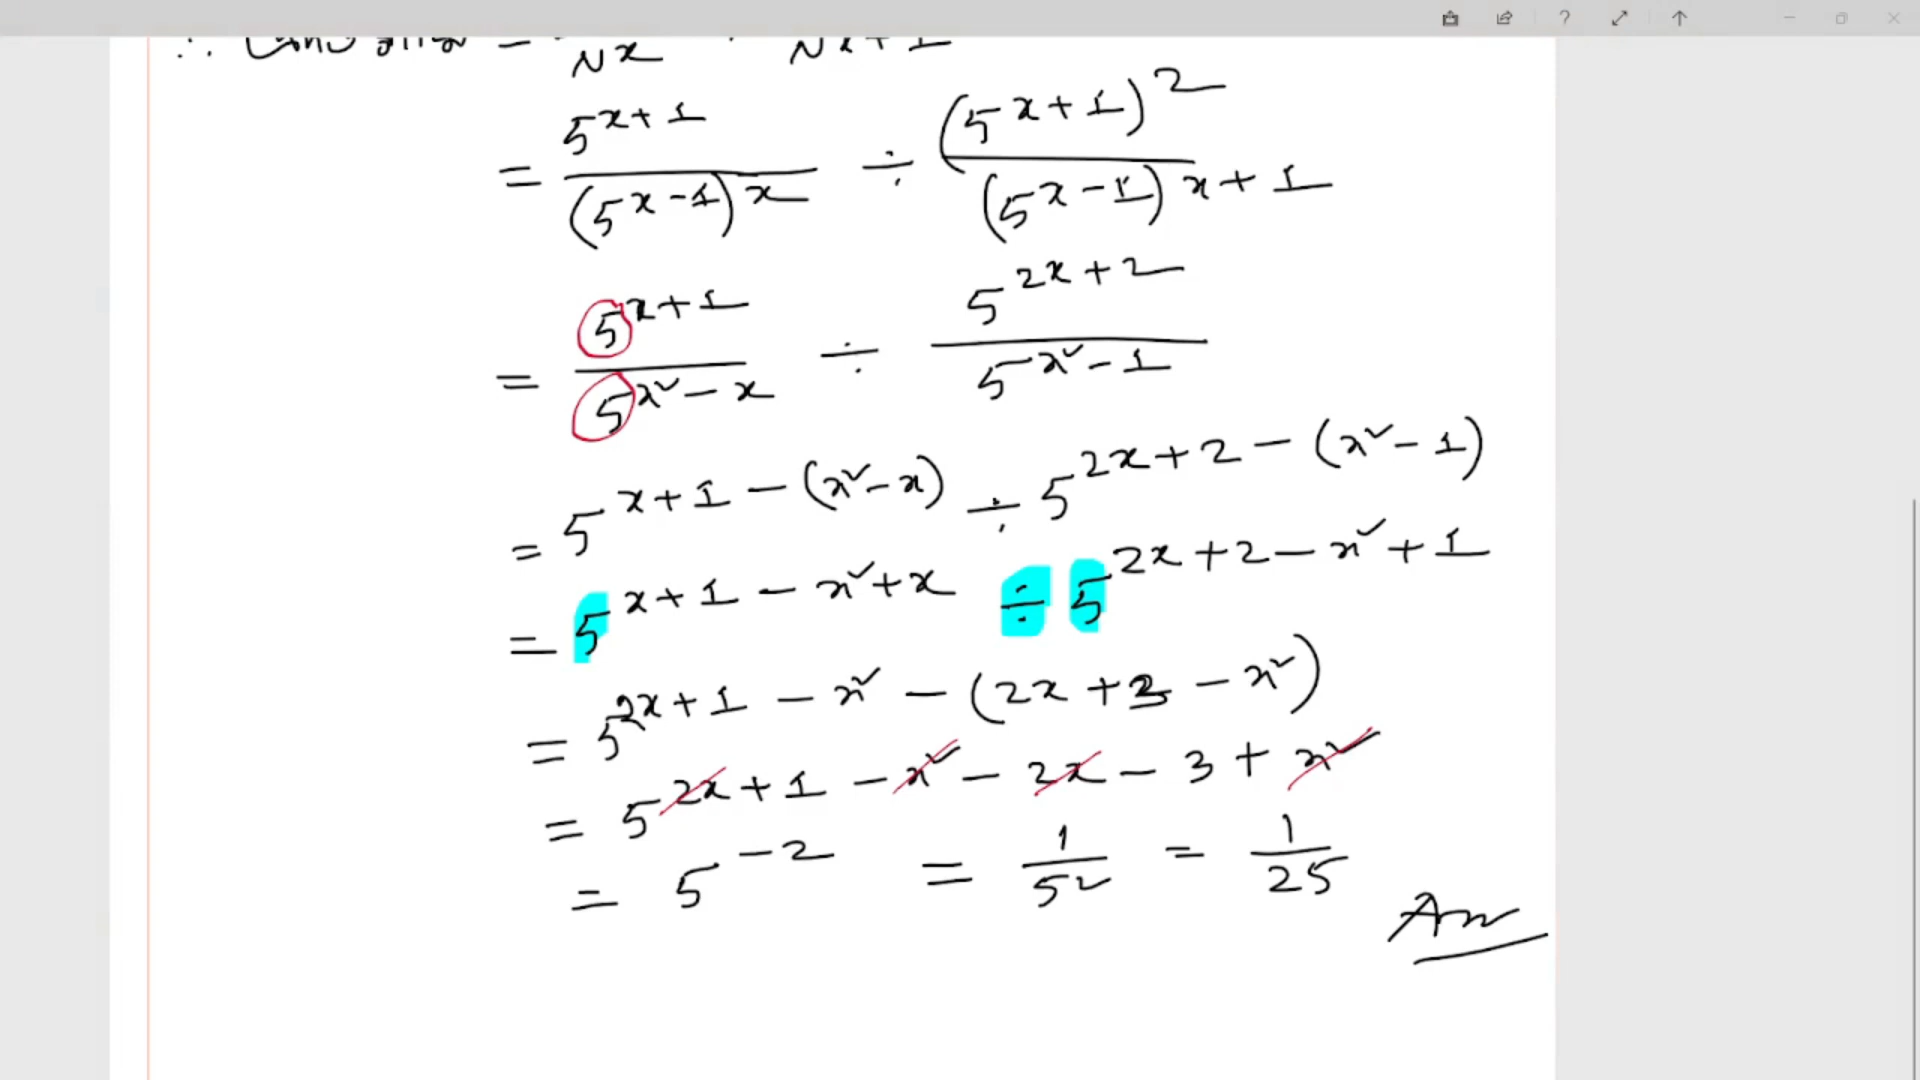 = 5^{x+1} / (5^{x-1})^x ÷ (5^{x+1})^2 / (5^{x-1})^{x+1}
= 5^{x+1} / 5^{x²-x} ÷ 5^{2x+2} / 5^{x²-1}
= 5^{x+1-(x²-x)} ÷ 5^{2x+2-(x²-1)}
= 5^{x+1-x²+x} ÷ 5^{2x+2-x²+1}
= 5^{2x+1-x²-(2x+3-x²)}
= 5^{2x+1-x²-2x-3+x²}
= 5^{-2} = 1/5² = 1/25
Ans